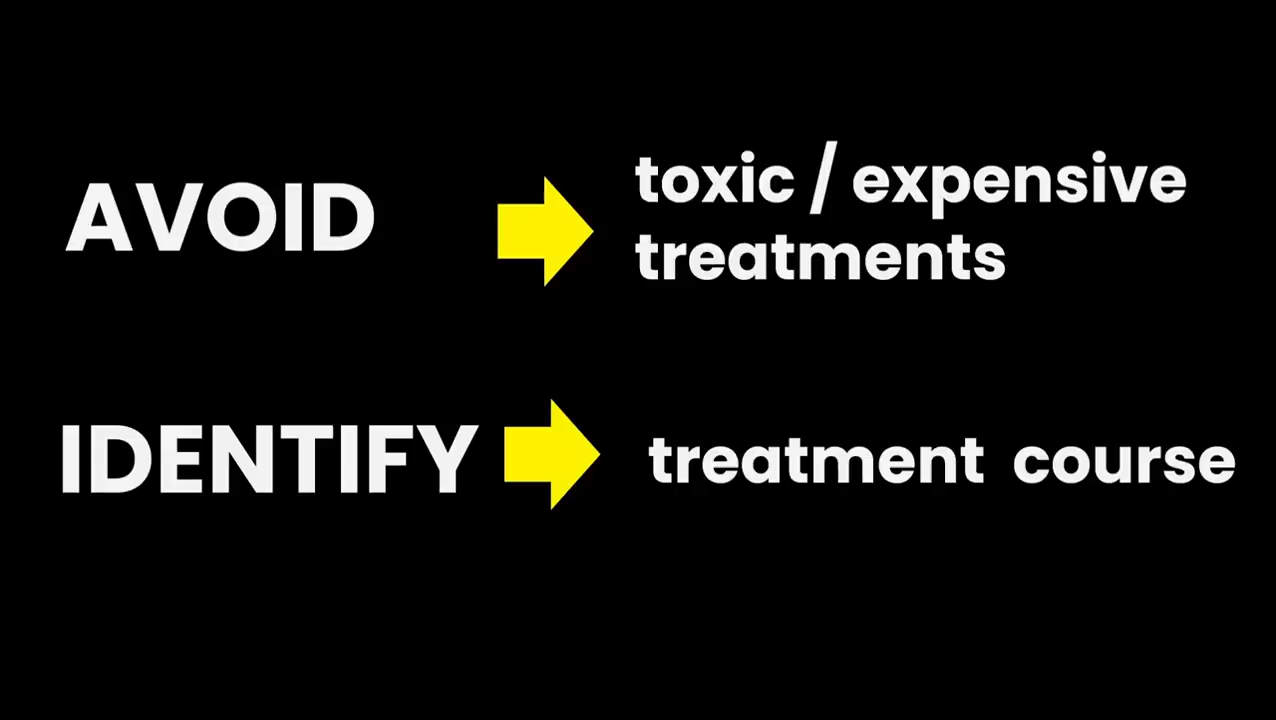 AVOID
toxic / expensive
treatments
IDENTIFY
treatment course